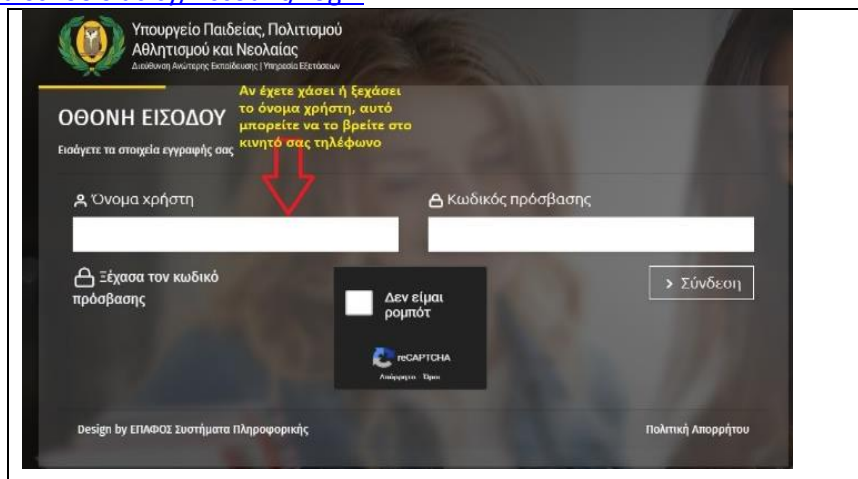 Υπουργείο Παιδείας, Πολιτισμού
Αθλητισμού και Νεολαίας
Διεύθυνση Ανώτερης Εκπαίδευσης | Υπηρεσία Εξετάσεων
Αν έχετε χάσει ή ξεχάσει
το όνομα χρήστη, αυτό
μπορείτε να το βρείτε στο
κινητό σας τηλέφωνο
ΟΘΟΝΗ ΕΙΣΟΔΟΥ
Εισάγετε τα στοιχεία εγγραφής σας
Όνομα χρήστη
Κωδικός πρόσβασης
Ξέχασα τον κωδικό
πρόσβασης
Δεν είμαι
ρομπότ
> Σύνδεση
reCAPTCHA
Απόρρητο - Όροι
Design by ΕΠΑΦΟΣ Συστήματα Πληροφορικής
Πολιτική Απορρήτου